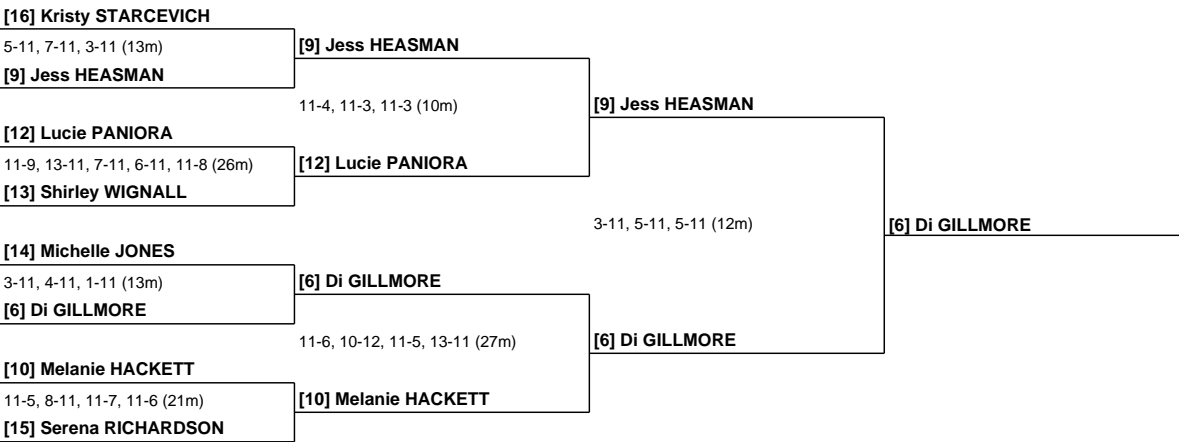 [16] Kristy STARCEVICH
5-11, 7-11, 3-11 (13m)
[9] Jess HEASMAN
[9] Jess HEASMAN
11-4, 11-3, 11-3 (10m)
[9] Jess HEASMAN
[12] Lucie PANIORA
11-9, 13-11, 7-11, 6-11, 11-8 (26m)
[12] Lucie PANIORA
[13] Shirley WIGNALL
3-11, 5-11, 5-11 (12m)
[6] Di GILLMORE
[14] Michelle JONES
3-11, 4-11, 1-11 (13m)
[6] Di GILLMORE
[6] Di GILLMORE
11-6, 10-12, 11-5, 13-11 (27m)
[6] Di GILLMORE
[10] Melanie HACKETT
11-5, 8-11, 11-7, 11-6 (21m)
[10] Melanie HACKETT
[15] Serena RICHARDSON